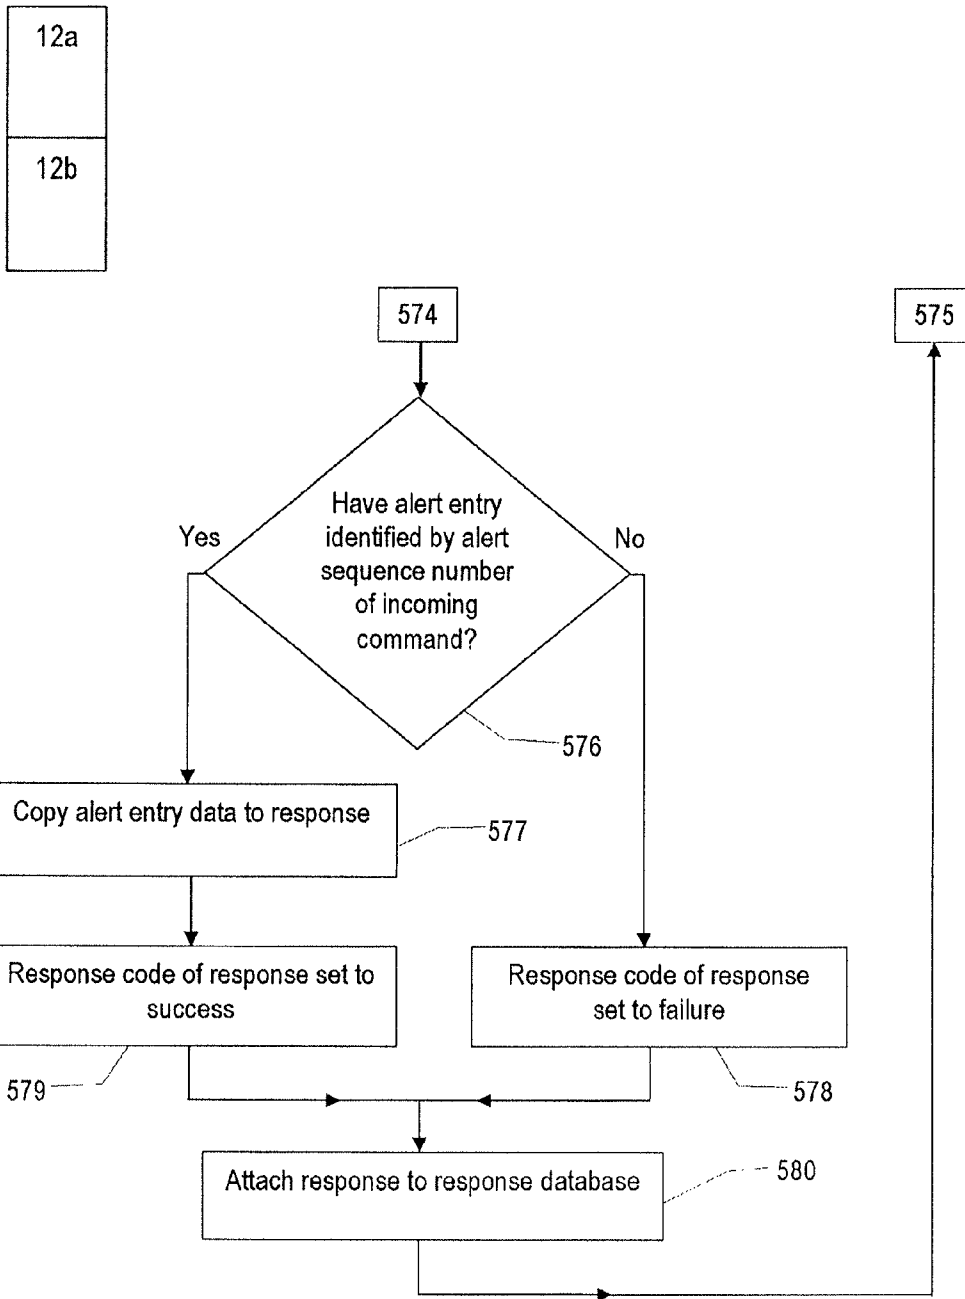 12a
12b
574
575
Have alert entry
identified by alert
sequence number
of incoming
command?
Yes
No
576
Copy alert entry data to response
577
Response code of response set to
success
Response code of response
set to failure
579
578
Attach response to response database
580